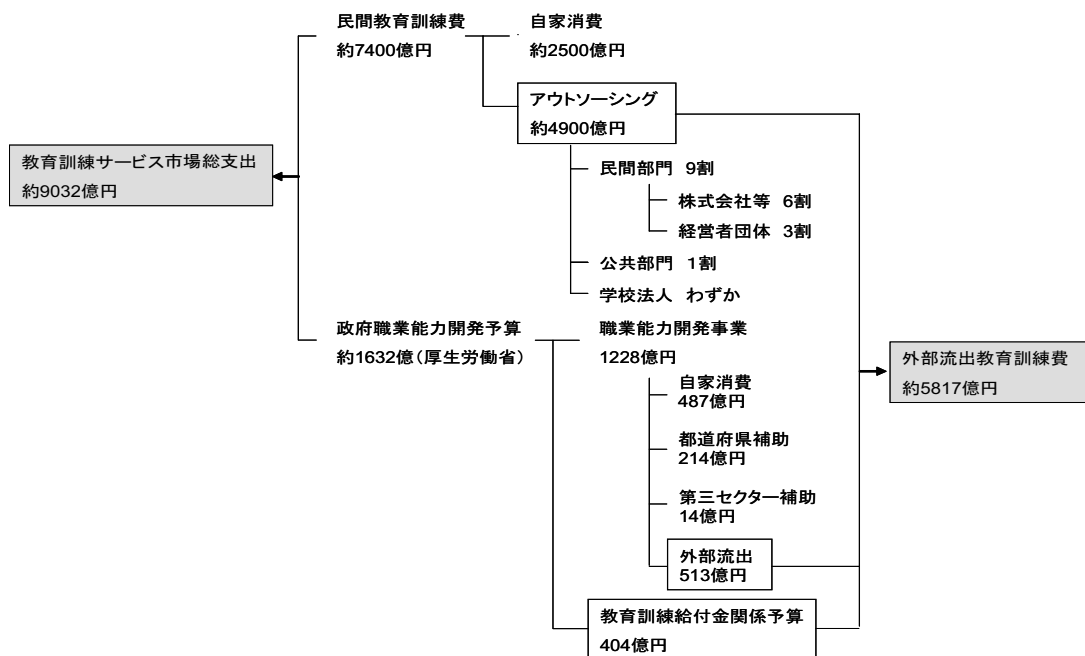 教育訓練サービス市場総支出
約9032億円
民間教育訓練費
約7400億円
自家消費
約2500億円
アウトソーシング
約4900億円
民間部門 9割
株式会社等 6割
経営者団体 3割
公共部門 1割
学校法人 わずか
政府職業能力開発予算
約1632億(厚生労働省)
職業能力開発事業
1228億円
自家消費
487億円
都道府県補助
214億円
第三セクター補助
14億円
外部流出
513億円
教育訓練給付金関係予算
404億円
外部流出教育訓練費
約5817億円